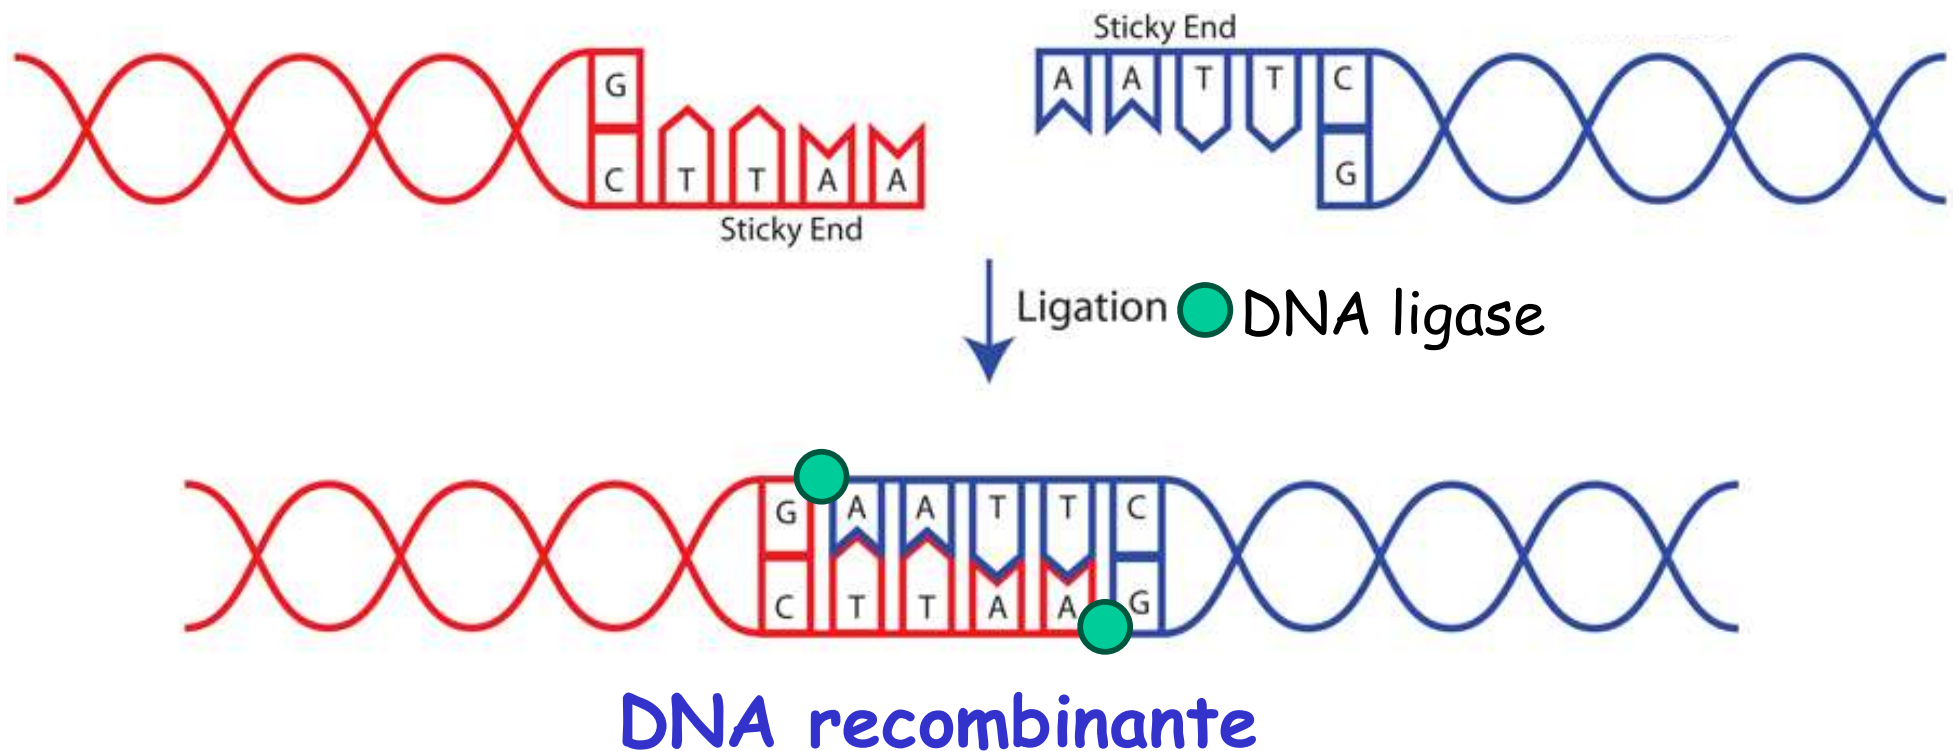 Sticky End
G
A A T T C
C T T A A
G
Sticky End
Ligation DNA ligase
G A A T T C
C T T A A G
DNA recombinante